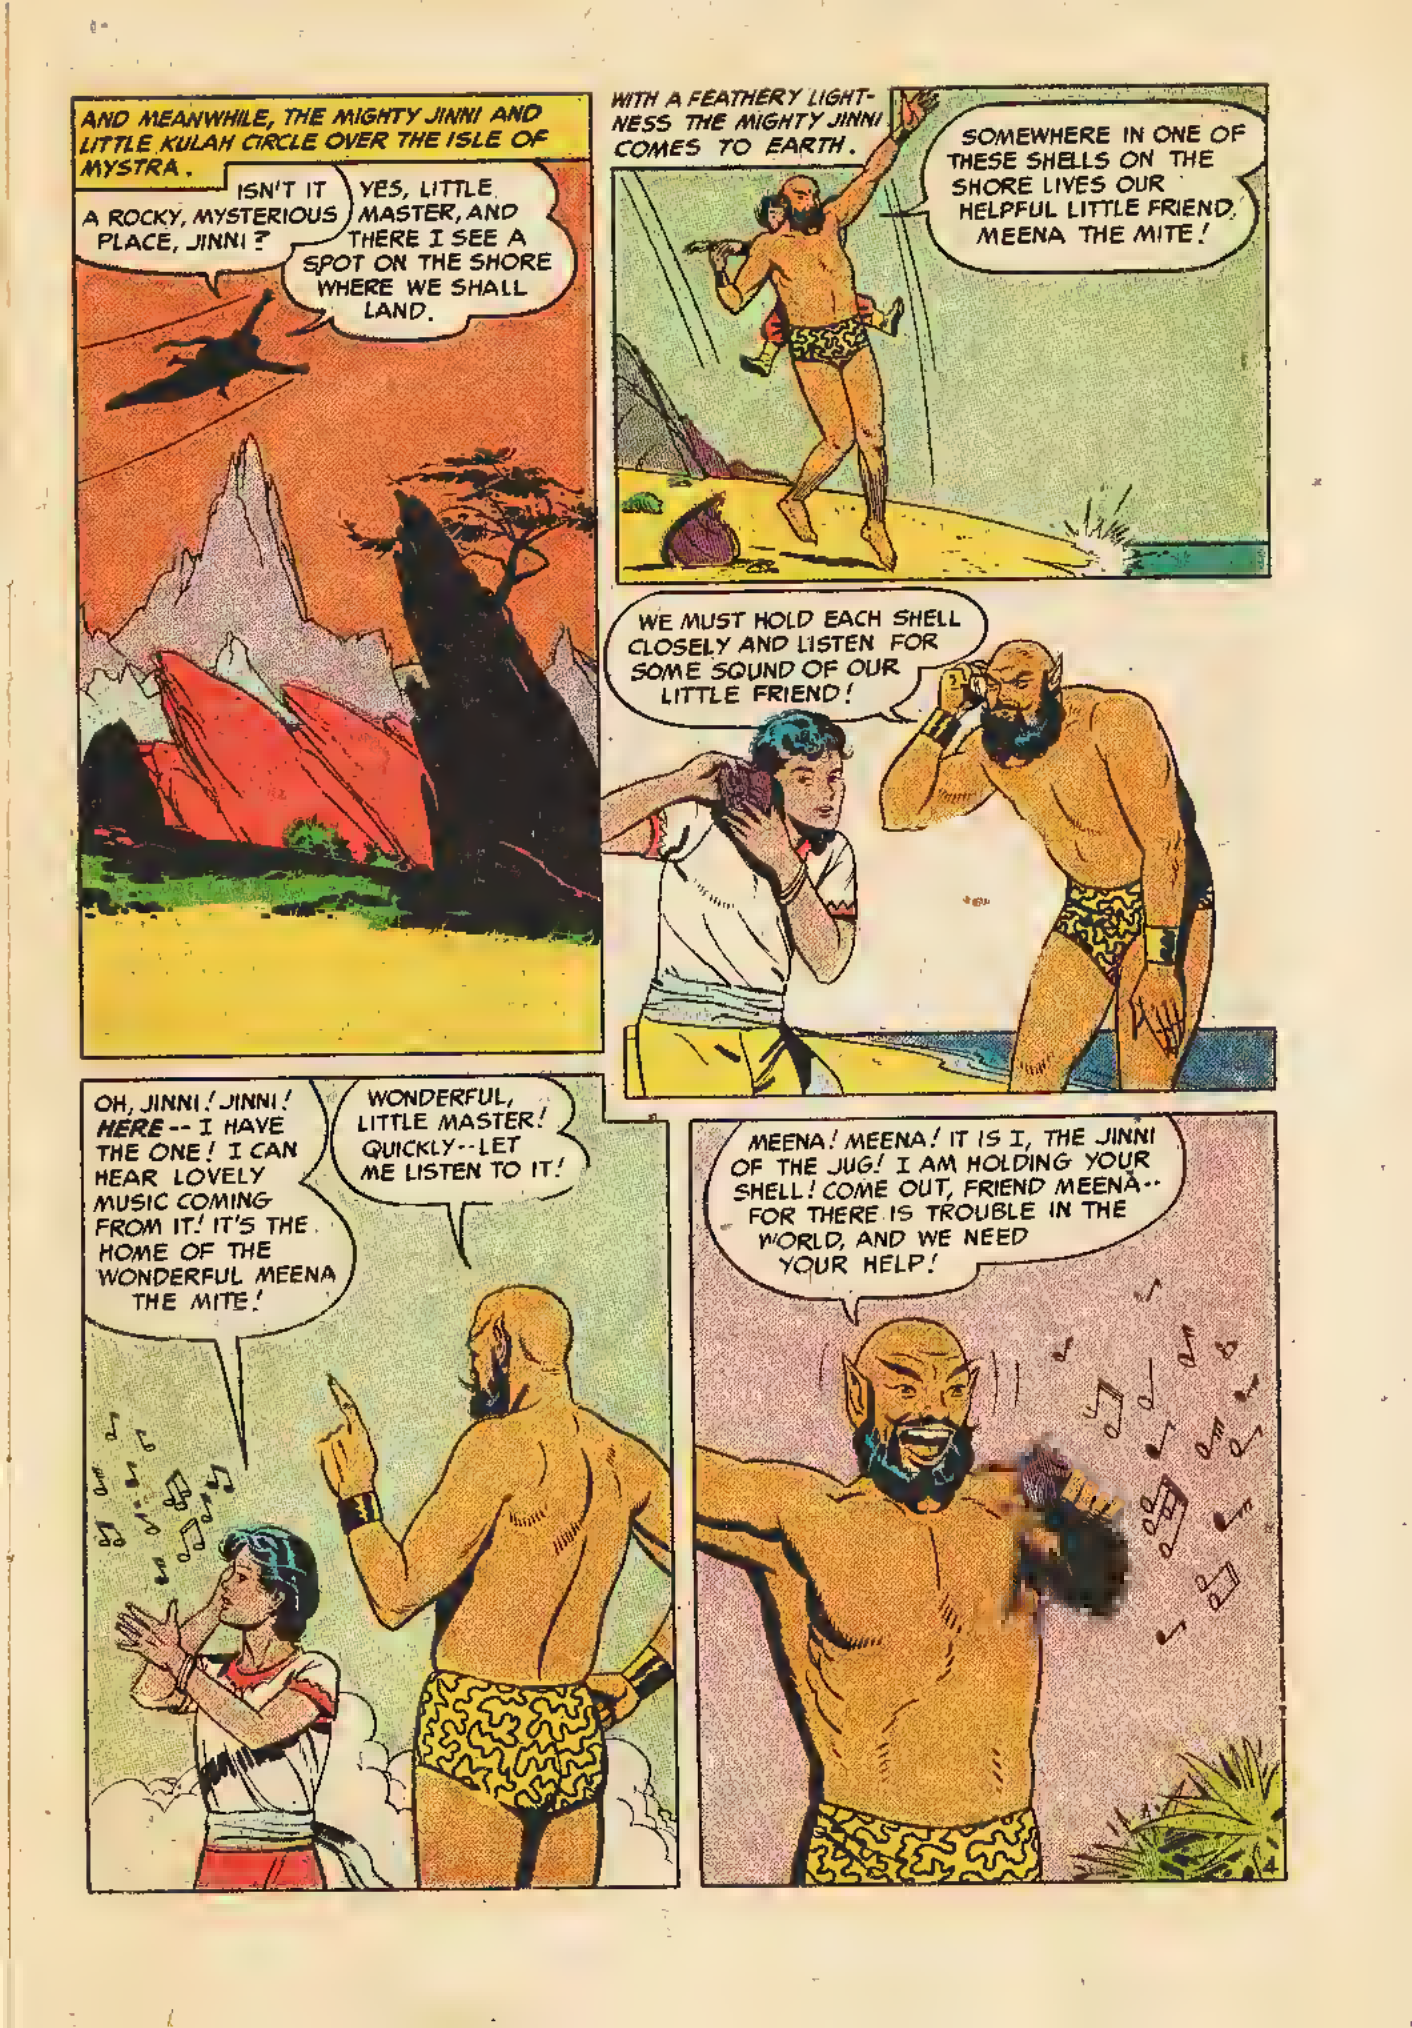 AND MEANWHILE, THE MIGHTY JINNI AND
LITTLE KULAH CIRCLE OVER THE ISLE OF
MYSTRA.
ISN'T IT
A ROCKY, MYSTERIOUS
PLACE, JINNI?
YES, LITTLE
MASTER, AND
THERE I SEE A
SPOT ON THE SHORE
WHERE WE SHALL
LAND.
WITH A FEATHERY LIGHT-
NESS THE MIGHTY JINNI
COMES TO EARTH.
SOMEWHERE IN ONE OF
THESE SHELLS ON THE
SHORE LIVES OUR
HELPFUL LITTLE FRIEND,
MEENA THE MITE!
WE MUST HOLD EACH SHELL
CLOSELY AND LISTEN FOR
SOME SOUND OF OUR
LITTLE FRIEND!
OH, JINNI! JINNI!
HERE-- I HAVE
THE ONE! I CAN
HEAR LOVELY
MUSIC COMING
FROM IT! IT'S THE
HOME OF THE
WONDERFUL MEENA
THE MITE!
WONDERFUL,
LITTLE MASTER!
QUICKLY--LET
ME LISTEN TO IT!
MEENA! MEENA! IT IS I, THE JINNI
OF THE JUG! I AM HOLDING YOUR
SHELL! COME OUT, FRIEND MEENA--
FOR THERE IS TROUBLE IN THE
WORLD, AND WE NEED
YOUR HELP!
4